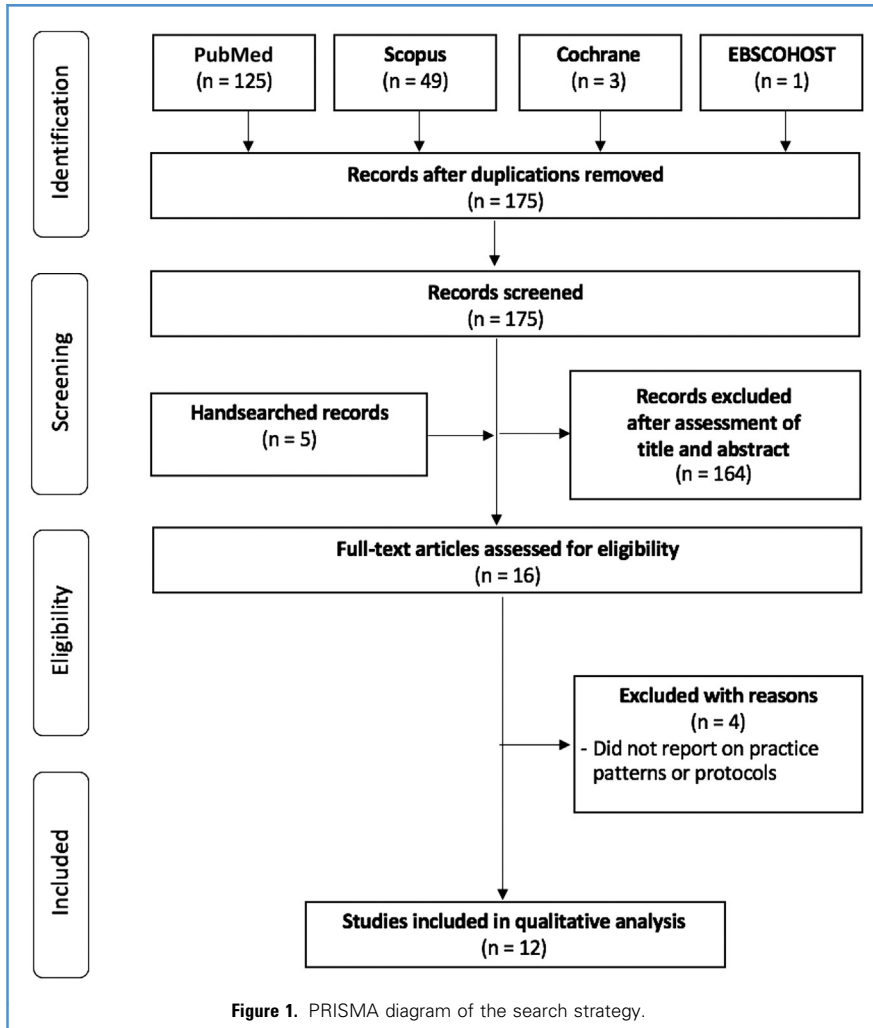 Identification
PubMed
(n = 125)
Scopus
(n = 49)
Cochrane
(n = 3)
EBSCOHOST
(n = 1)
Records after duplications removed
(n = 175)
Screening
Records screened
(n = 175)
Handsearched records
(n = 5)
Records excluded
after assessment of
title and abstract
(n = 164)
Eligibility
Full-text articles assessed for eligibility
(n = 16)
Excluded with reasons
(n = 4)
- Did not report on practice
patterns or protocols
Included
Studies included in qualitative analysis
(n = 12)
Figure 1. PRISMA diagram of the search strategy.